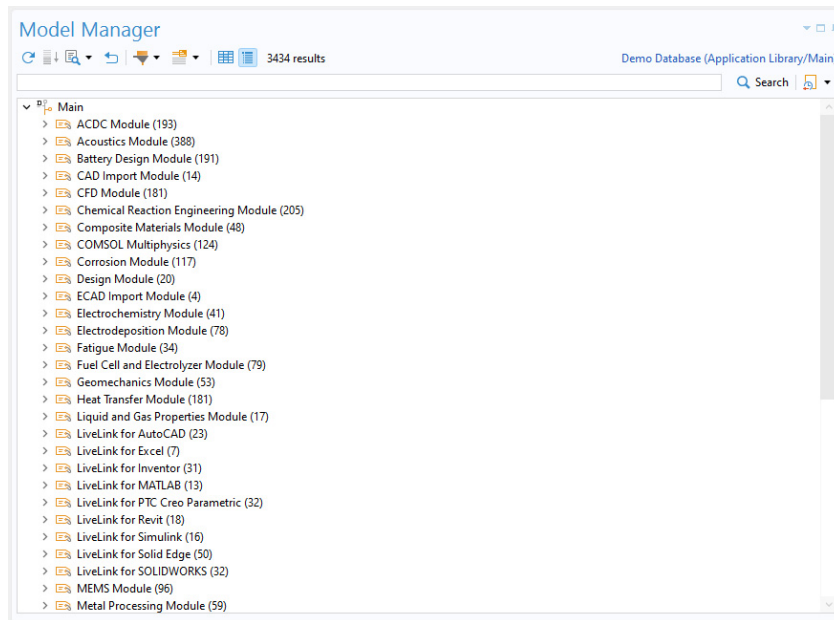 Model Manager
3434 results
Demo Database (Application Library/Main
Search
Main
ACDC Module (193)
Acoustics Module (388)
Battery Design Module (191)
CAD Import Module (14)
CFD Module (181)
Chemical Reaction Engineering Module (205)
Composite Materials Module (48)
COMSOL Multiphysics (124)
Corrosion Module (117)
Design Module (20)
ECAD Import Module (4)
Electrochemistry Module (41)
Electrodeposition Module (78)
Fatigue Module (34)
Fuel Cell and Electrolyzer Module (79)
Geomechanics Module (53)
Heat Transfer Module (181)
Liquid and Gas Properties Module (17)
LiveLink for AutoCAD (23)
LiveLink for Excel (7)
LiveLink for Inventor (31)
LiveLink for MATLAB (13)
LiveLink for PTC Creo Parametric (32)
LiveLink for Revit (18)
LiveLink for Simulink (16)
LiveLink for Solid Edge (50)
LiveLink for SOLIDWORKS (32)
MEMS Module (96)
Metal Processing Module (59)